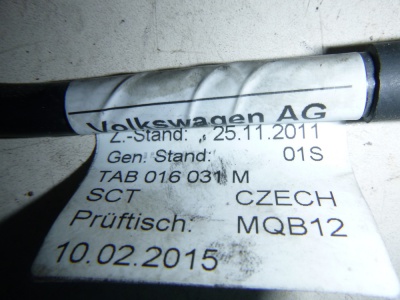 Volkswagen AG
Z.-Stand: 25.11.2011
Gen. Stand: 01S
TAB 016 031 M
SCT CZECH
Prüftisch: MQB12
10.02.2015